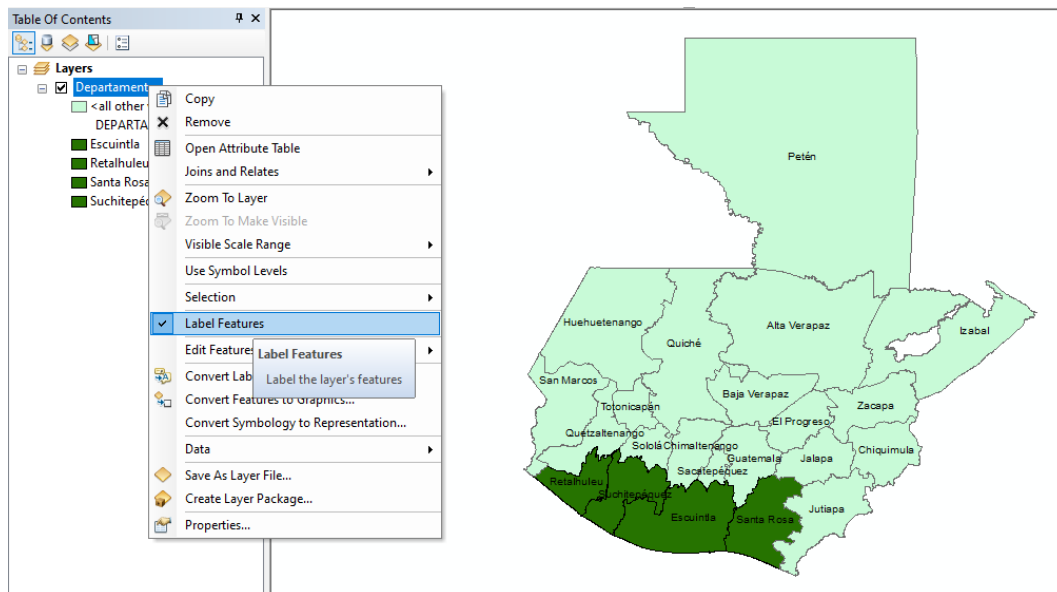 Table Of Contents
Layers
Departament
<all other
DEPARTA
Escuintla
Retalhuleu
Santa Rosa
Suchitepé
Copy
Remove
Open Attribute Table
Joins and Relates
Zoom To Layer
Zoom To Make Visible
Visible Scale Range
Use Symbol Levels
Selection
Label Features
Edit Features
Label Features
Label the layer's features
Convert Lab
Convert Features to Graphics...
Convert Symbology to Representation...
Data
Save As Layer File...
Create Layer Package...
Properties...
Petén
Huehuetenango
Quiché
Alta Verapaz
Izabal
San Marcos
Totonicapán
Baja Verapaz
Zacapa
Quetzaltenango
El Progreso
Sololá
Chimaltenango
Guatemala
Jalapa
Chiquimula
Sacatepéquez
Retalhuleu
Suchitepéquez
Escuintla
Santa Rosa
Jutiapa